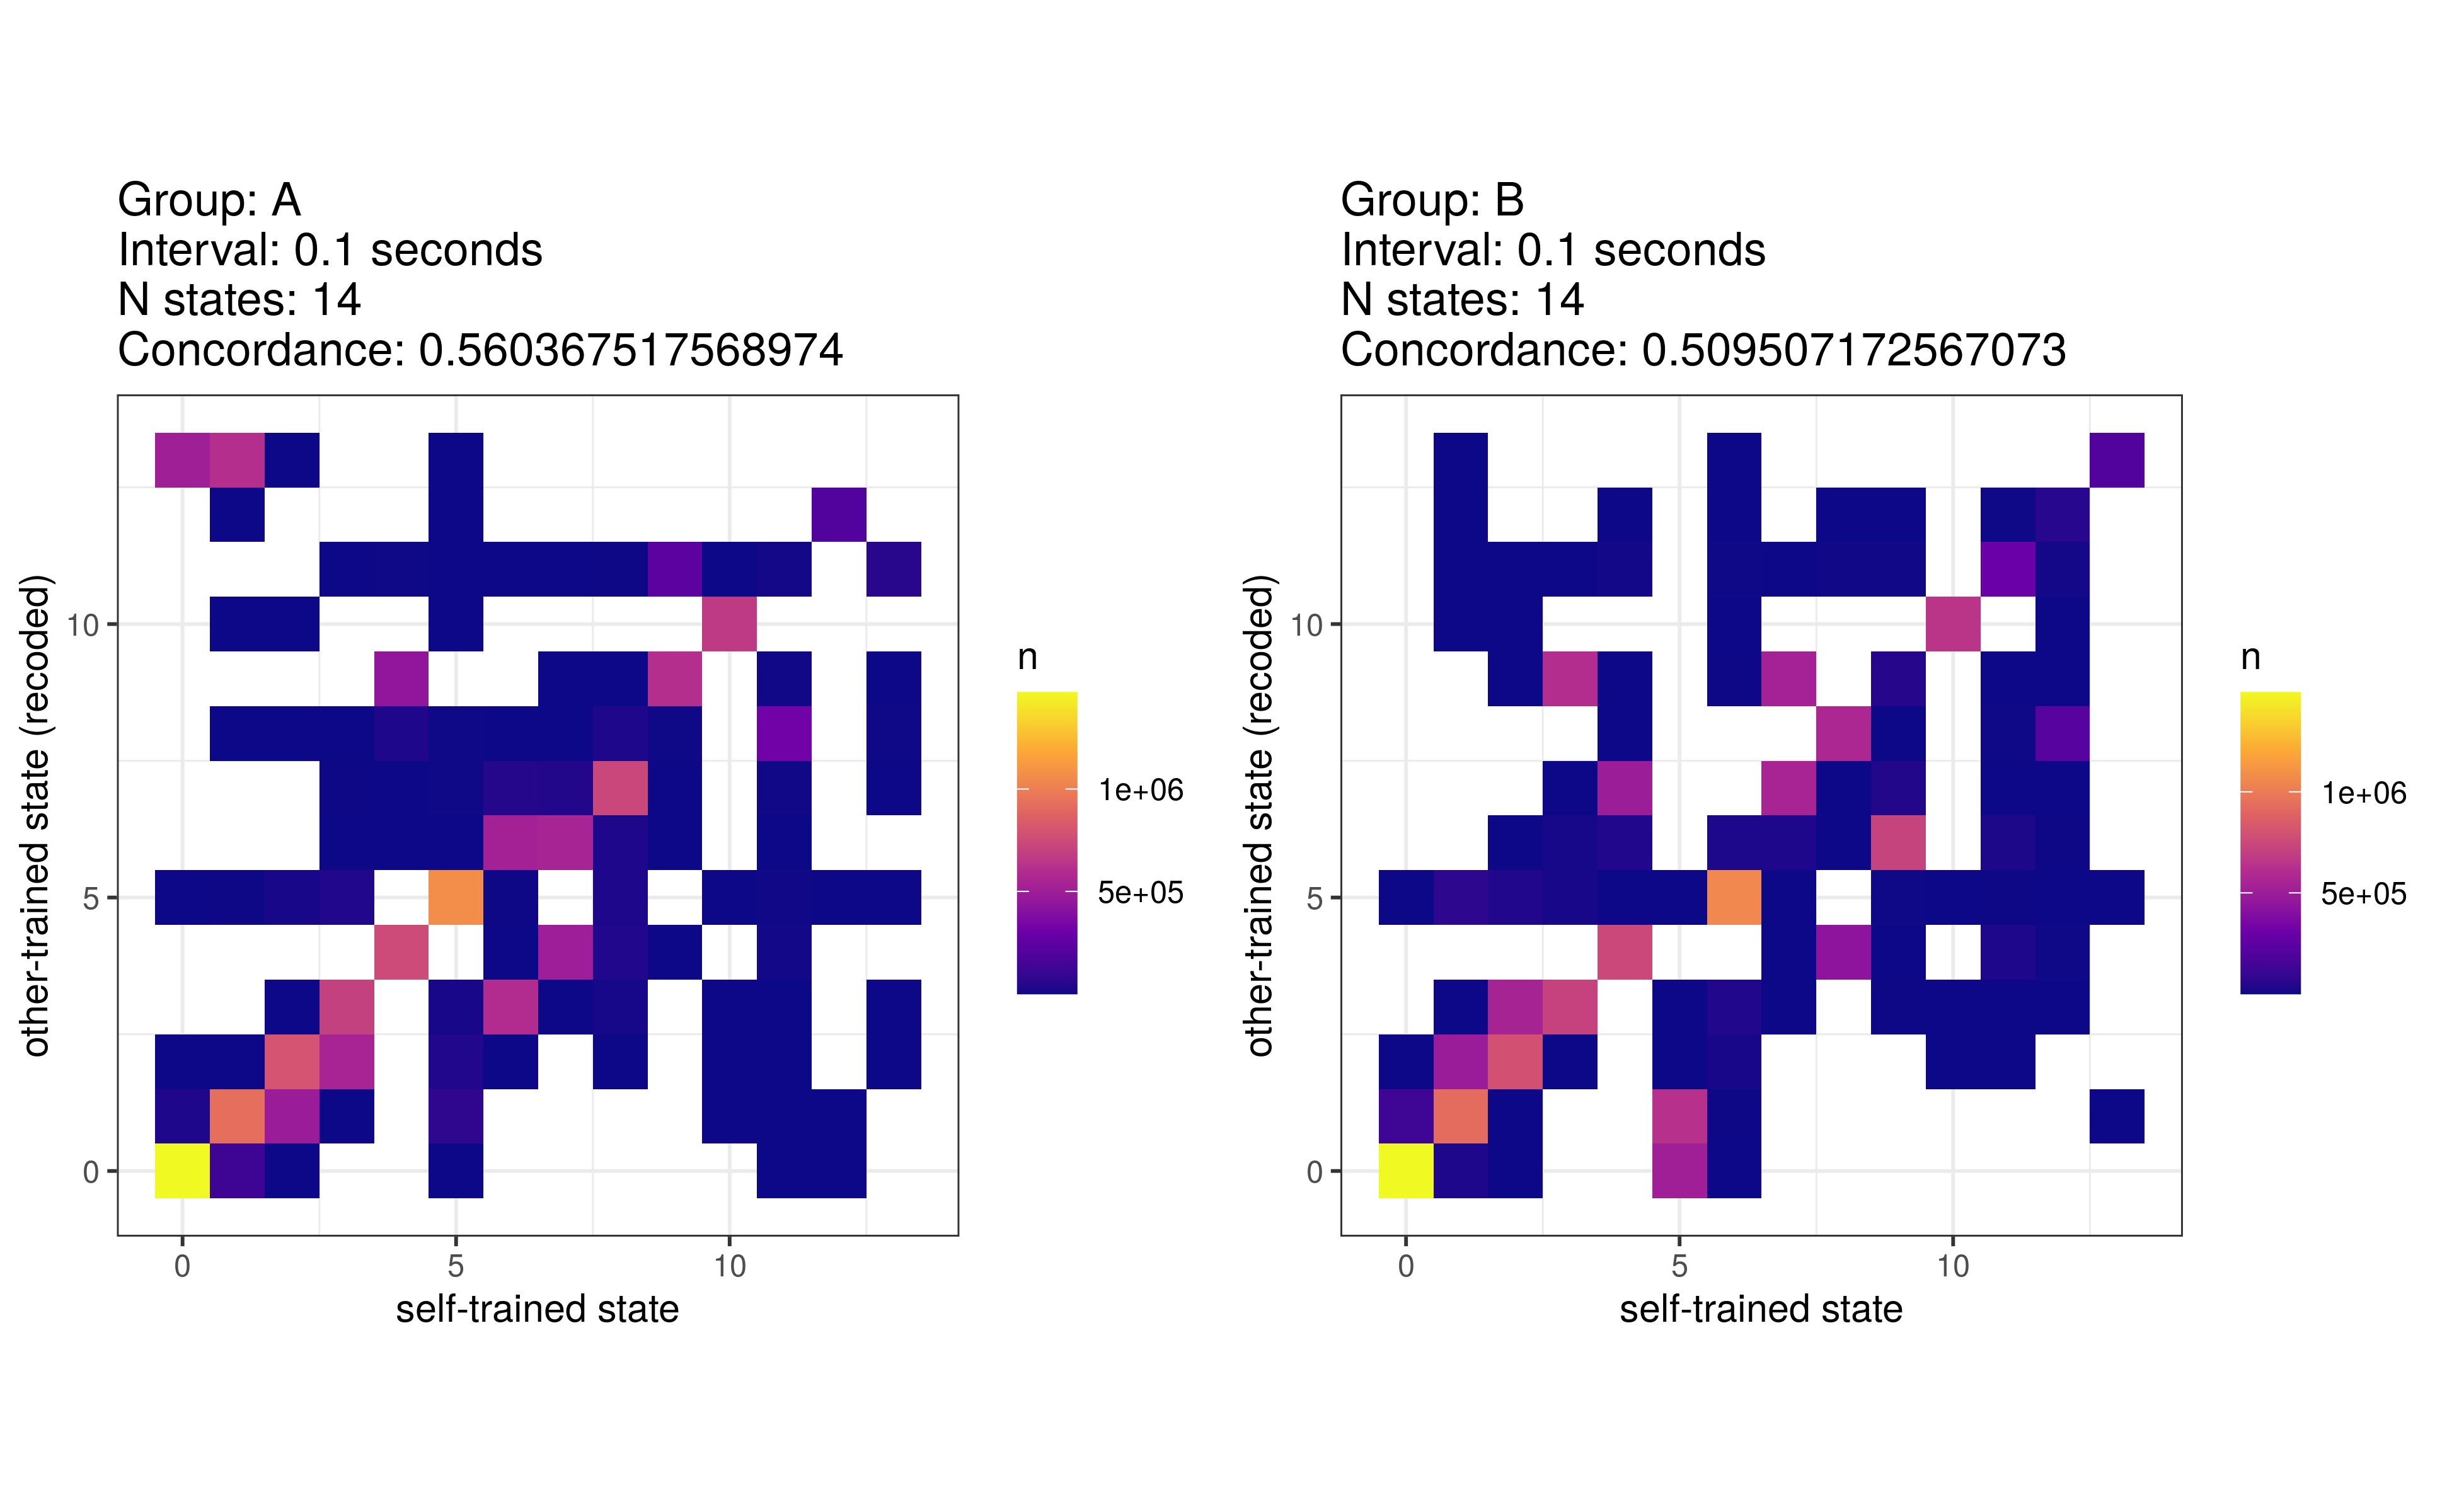 Group: A
Interval: 0.1 seconds
N states: 14
Concordance: 0.560367517568974
other-trained state (recoded)
10
5
0
0 5 10
self-trained state
n
1e+06
5e+05
Group: B
Interval: 0.1 seconds
N states: 14
Concordance: 0.509507172567073
other-trained state (recoded)
10
5
0
0 5 10
self-trained state
n
1e+06
5e+05